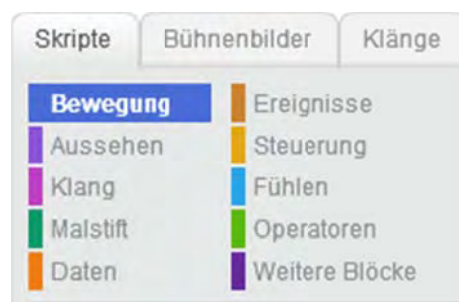 Skripte Bühnenbilder Klänge
Bewegung Ereignisse
Aussehen Steuerung
Klang Fühlen
Malstift Operatoren
Daten Weitere Blöcke